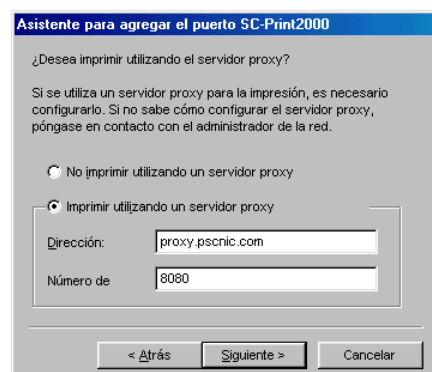 Asistente para agregar el puerto SC-Print2000
¿Desea imprimir utilizando el servidor proxy?
Si se utiliza un servidor proxy para la impresión, es necesario
configurarlo. Si no sabe cómo configurar el servidor proxy,
póngase en contacto con el administrador de la red.
No imprimir utilizando un servidor proxy
Imprimir utilizando un servidor proxy
Dirección: proxy.pscnic.com
Número de 8080
< Atrás Siguiente > Cancelar